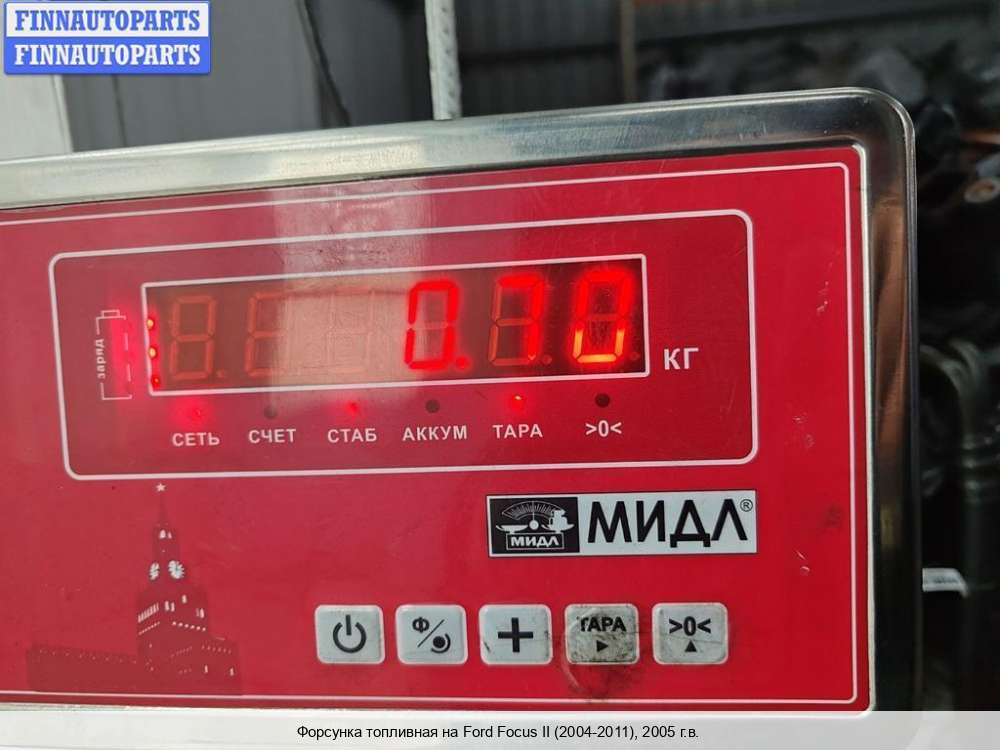 FINNAUTOPARTS
FINNAUTOPARTS
заряд
0.70
КГ
СЕТЬ СЧЕТ СТАБ АККУМ ТАРА >0<
МИДЛ МИДЛ®
Ф
ТАРА
>0<
Форсунка топливная на Ford Focus II (2004-2011), 2005 г.в.